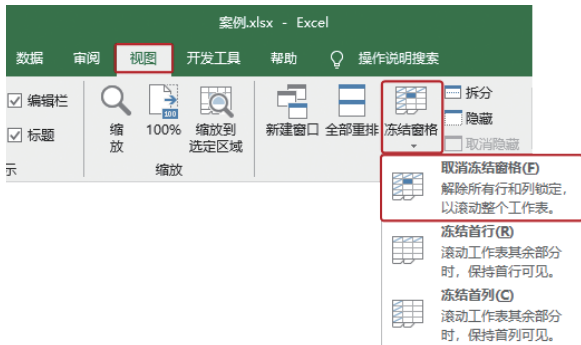 案例.xlsx - Excel
数据 审阅 视图 开发工具 帮助 操作说明搜索
编辑栏
标题
示
缩放
100%
100
缩放到
选定区域
缩放
新建窗口 全部重排 冻结窗格
拆分
隐藏
取消隐藏
取消冻结窗格(F)
解除所有行和列锁定，
以滚动整个工作表。
冻结首行(R)
滚动工作表其余部分
时，保持首行可见。
冻结首列(C)
滚动工作表其余部分
时，保持首列可见。